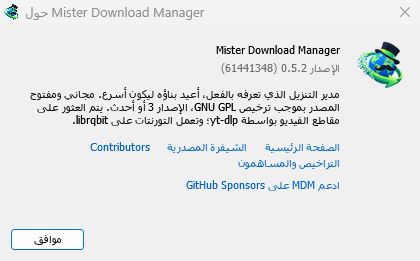 حول Mister Download Manager
Mister Download Manager
الإصدار 0.5.2 (61441348)
مدير التنزيل الذي تعرفه بالفعل، أعيد بناؤه ليكون أسرع. مجاني ومفتوح
المصدر بموجب ترخيص GNU GPL، الإصدار 3 أو أحدث. يتم العثور على
مقاطع الفيديو بواسطة yt-dlp؛ وتعمل التورنتات على librqbit.
الصفحة الرئيسية الشيفرة المصدرية Contributors
التراخيص والمساهمون
ادعم MDM على GitHub Sponsors
موافق